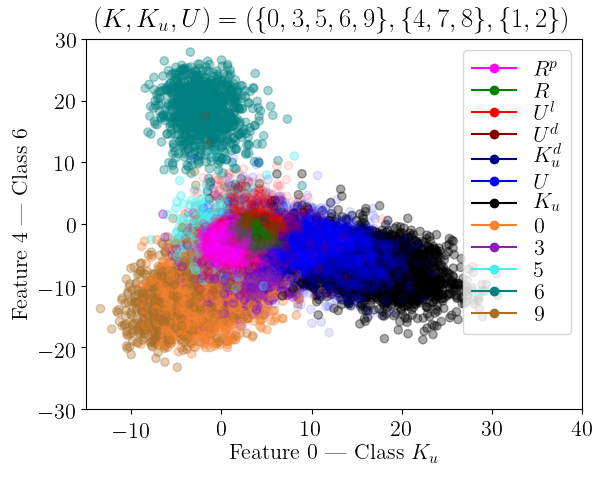 (K, K_u, U) = ({0, 3, 5, 6, 9}, {4, 7, 8}, {1, 2})
30
20
10
0
−10
−20
−30
Feature 4 — Class 6
−10 0 10 20 30 40
Feature 0 — Class K_u
R^p
R
U^l
U^d
K_u^d
U
K_u
0
3
5
6
9